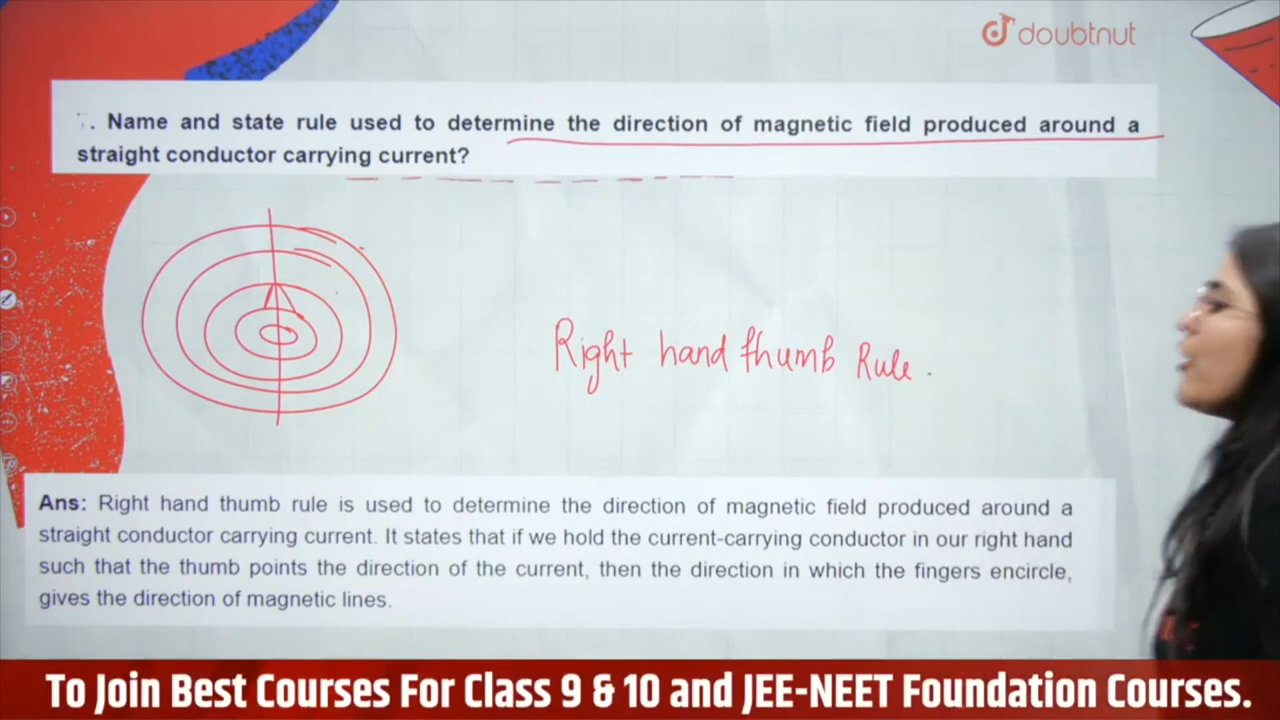 doubtnut
. Name and state rule used to determine the direction of magnetic field produced around a
straight conductor carrying current?
Right hand thumb Rule.
Ans: Right hand thumb rule is used to determine the direction of magnetic field produced around a
straight conductor carrying current. It states that if we hold the current-carrying conductor in our right hand
such that the thumb points the direction of the current, then the direction in which the fingers encircle,
gives the direction of magnetic lines.
To Join Best Courses For Class 9 & 10 and JEE-NEET Foundation Courses.